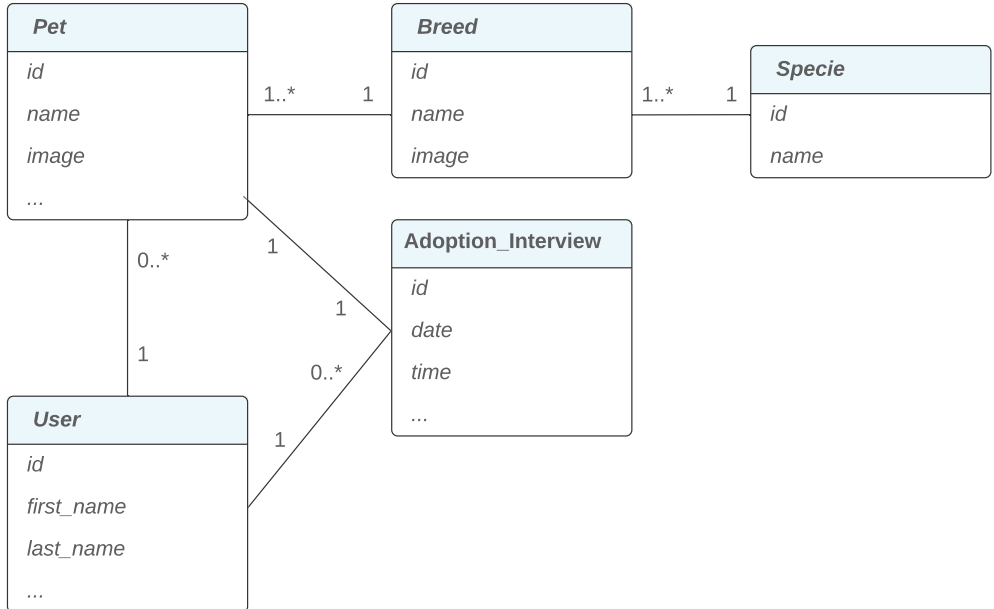 Pet
id
name
image
...
1..* 1
Breed
id
name
image
1..* 1
Specie
id
name
0..*
1
1
1
0..*
1
Adoption_Interview
id
date
time
...
User
id
first_name
last_name
...